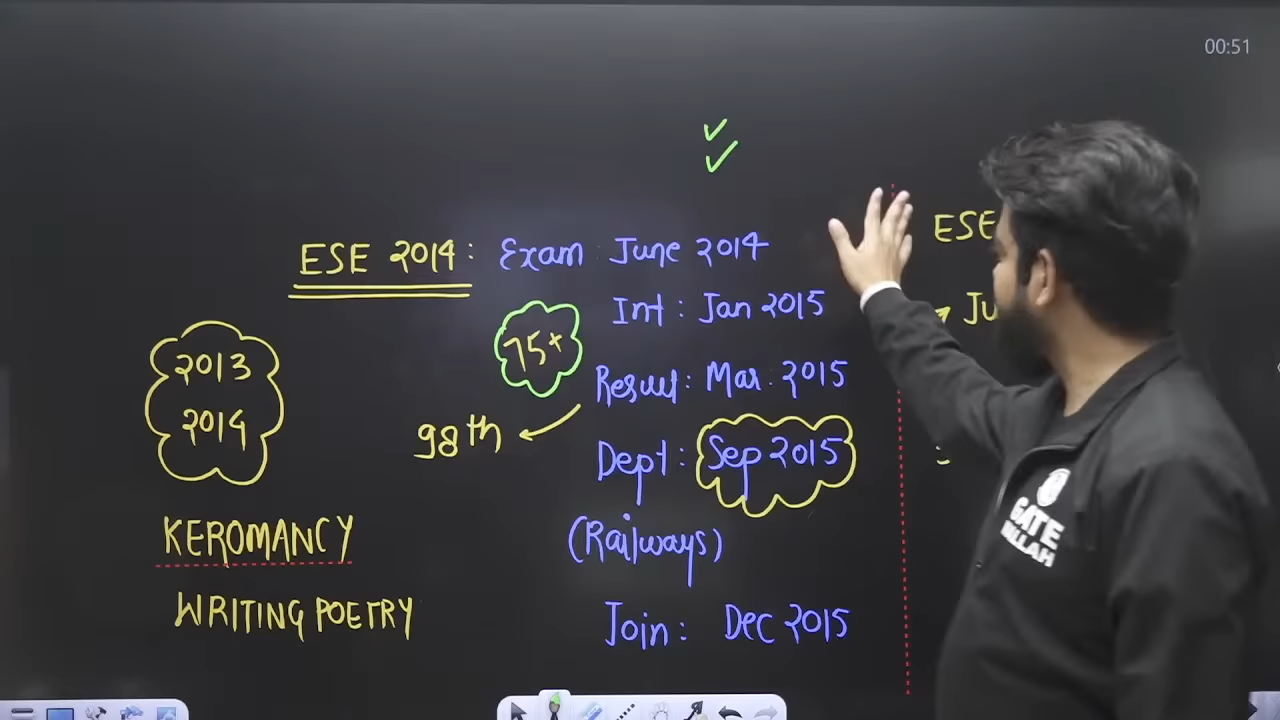 00:51
ESE 2014: Exam June 2014
Int: Jan 2015
75+
Result: Mar. 2015
98th
Dept: Sep 2015
(Railways)
Join: Dec 2015
2013
2014
KEROMANCY
WRITING POETRY
ESE
Ju
GATE
WALLAH